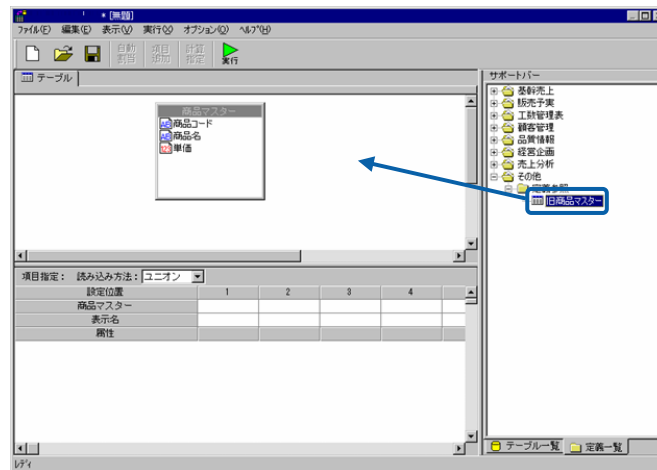 * [無題]
ファイル(F) 編集(E) 表示(V) 実行(X) オプション(O) ヘルプ(H)
自動 項目 計算 実行
割当 添加 指定
テーブル
商品マスター
商品コード
商品名
単価
項目指定： 読み込み方法： ユニオン
設定位置 1 2 3 4
商品マスター
表示名
属性
サポートバー
基幹売上
販売予実
工数管理表
顧客管理
品質情報
経営企画
売上分析
その他
定義参照
旧商品マスター
テーブル一覧 定義一覧
レディ